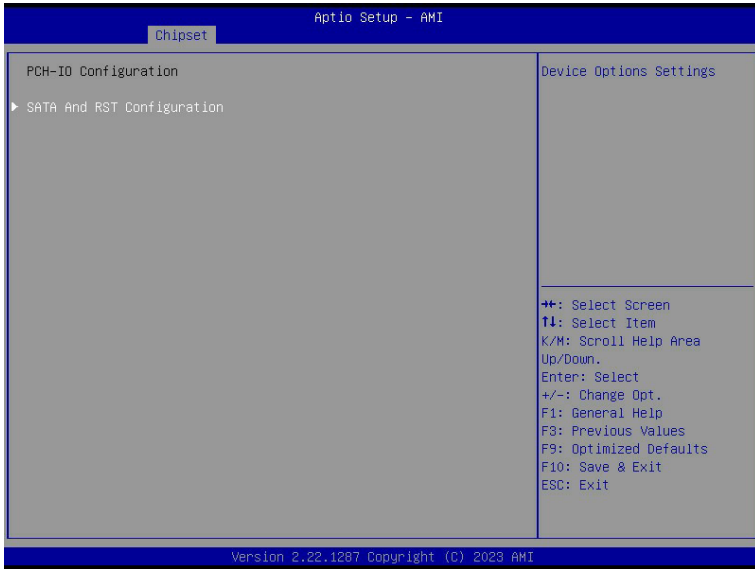 Aptio Setup – AMI
Chipset
PCH-IO Configuration
▶ SATA And RST Configuration
Device Options Settings
→←: Select Screen
↑↓: Select Item
K/M: Scroll Help Area
Up/Down.
Enter: Select
+/-: Change Opt.
F1: General Help
F3: Previous Values
F9: Optimized Defaults
F10: Save & Exit
ESC: Exit
Version 2.22.1287 Copyright (C) 2023 AMI